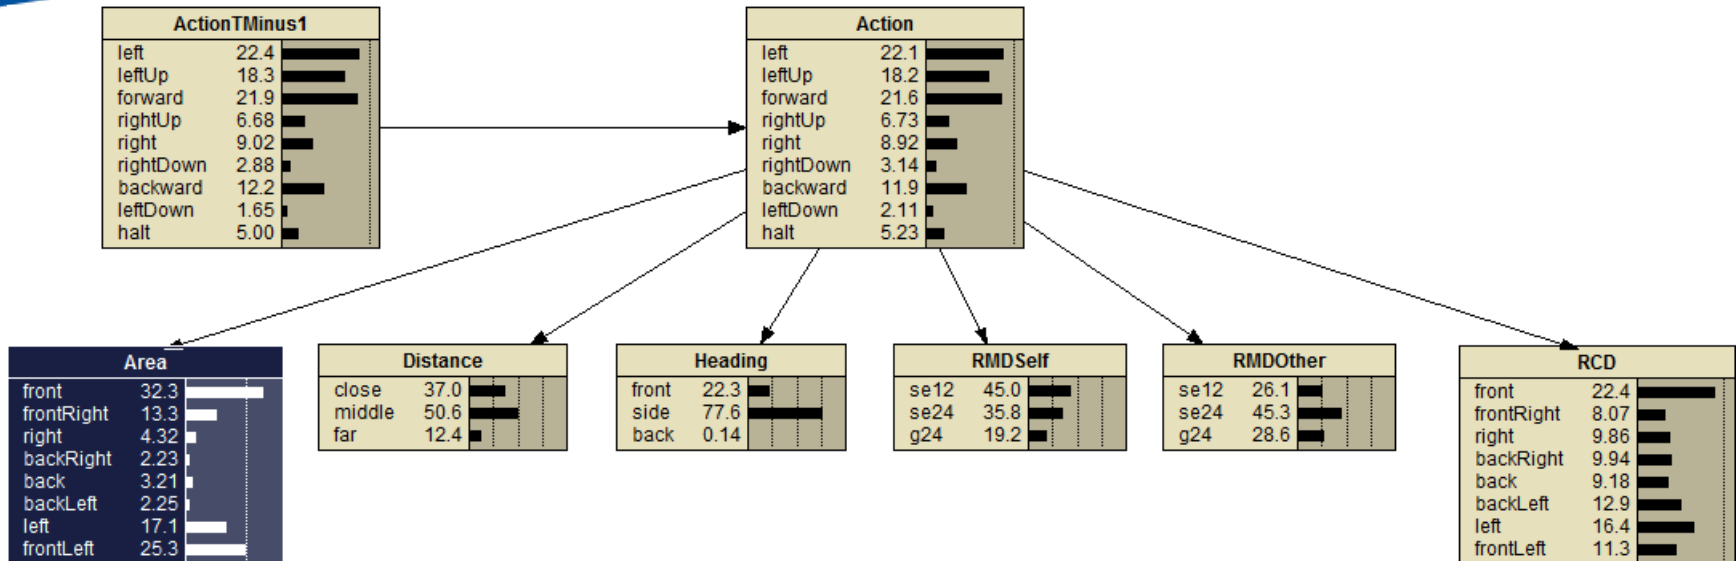 ActionTMinus1
left 22.4
leftUp 18.3
forward 21.9
rightUp 6.68
right 9.02
rightDown 2.88
backward 12.2
leftDown 1.65
halt 5.00
Action
left 22.1
leftUp 18.2
forward 21.6
rightUp 6.73
right 8.92
rightDown 3.14
backward 11.9
leftDown 2.11
halt 5.23
Area
front 32.3
frontRight 13.3
right 4.32
backRight 2.23
back 3.21
backLeft 2.25
left 17.1
frontLeft 25.3
Distance
close 37.0
middle 50.6
far 12.4
Heading
front 22.3
side 77.6
back 0.14
RMDSelf
se12 45.0
se24 35.8
g24 19.2
RMDOther
se12 26.1
se24 45.3
g24 28.6
RCD
front 22.4
frontRight 8.07
right 9.86
backRight 9.94
back 9.18
backLeft 12.9
left 16.4
frontLeft 11.3